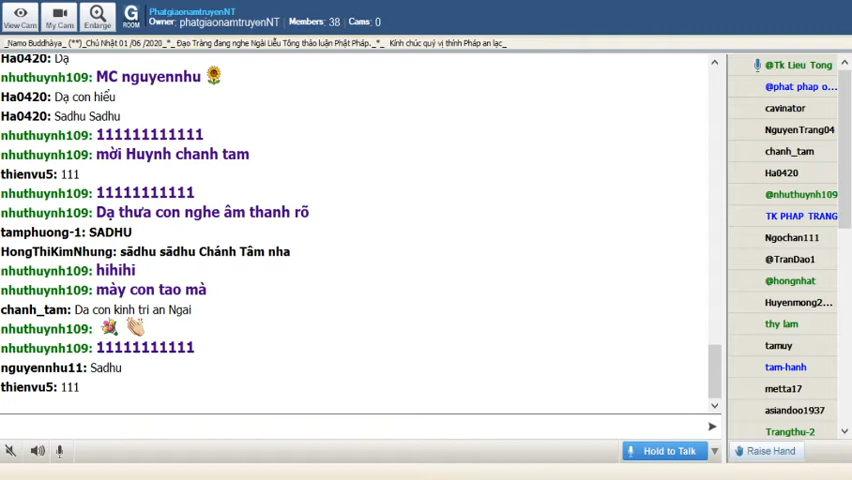 View Cam
My Cam
Enlarge
G
ROOM
PhatgiaonamtruyenNT
Owner: phatgiaonamtruyenNT Members: 38 Cams: 0
_Namo Buddhàya_ (**)_Chủ Nhật 01 /06 /2020_*_ Đạo Tràng đang nghe Ngài Liễu Tông thảo luận Phật Pháp._*_ Kính chúc quý vị thính Pháp an lạc_
Ha0420: Dạ
nhuthuynh109: MC nguyennhu
Ha0420: Dạ con hiểu
Ha0420: Sadhu Sadhu
nhuthuynh109: 111111111111
nhuthuynh109: mời Huynh chanh tam
thienvu5: 111
nhuthuynh109: 11111111111
nhuthuynh109: Dạ thưa con nghe âm thanh rõ
tamphuong-1: SADHU
HongThiKimNhung: sādhu sādhu Chánh Tâm nha
nhuthuynh109: hihihi
nhuthuynh109: mày con tao mà
chanh_tam: Da con kinh tri an Ngai
nhuthuynh109:
nhuthuynh109: 11111111111
nguyennhu11: Sadhu
thienvu5: 111
Hold to Talk
@Tk Lieu Tong
@phat phap o...
cavinator
NguyenTrang04
chanh_tam
Ha0420
@nhuthuynh109
TK PHAP TRANG
Ngochan111
@TranDao1
@hongnhat
Huyenmong2...
thy lam
tamuy
tam-hanh
metta17
asiandoo1937
Trangthu-2
Raise Hand